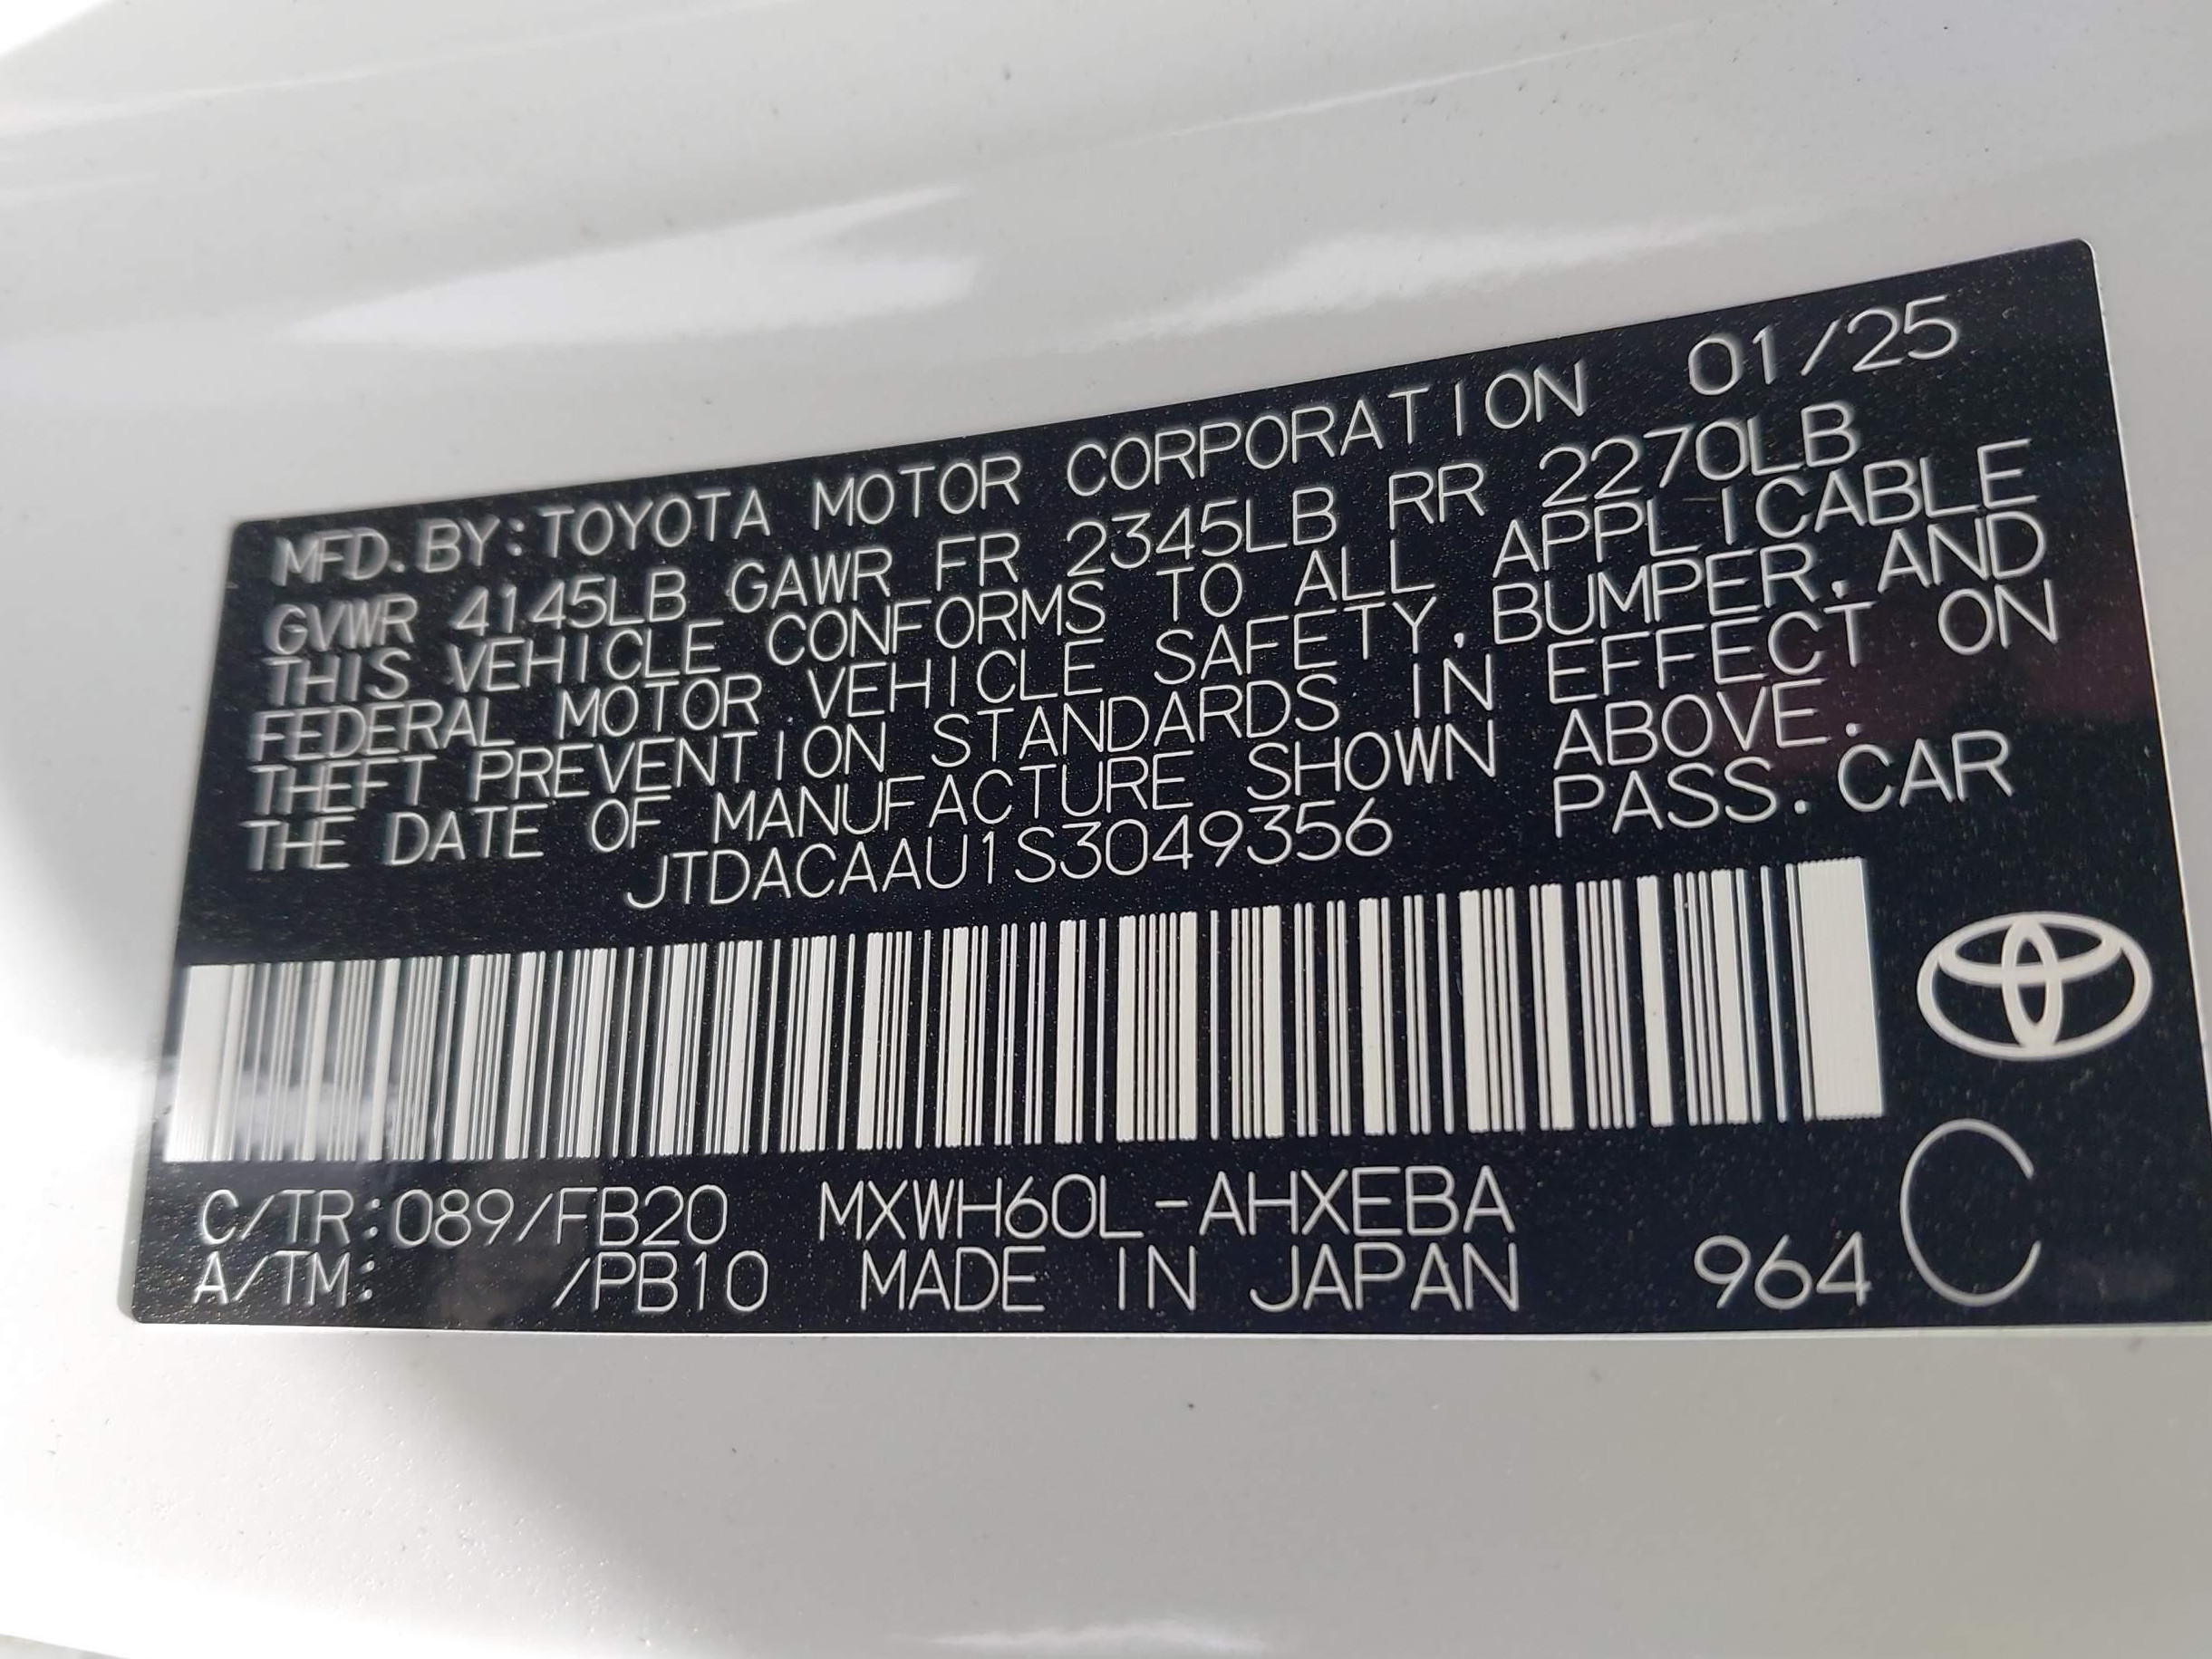 MFD. BY: TOYOTA MOTOR CORPORATION 01/25
GVWR 4145LB GAWR FR 2345LB RR 2270LB
THIS VEHICLE CONFORMS TO ALL APPLICABLE
FEDERAL MOTOR VEHICLE SAFETY, BUMPER, AND
THEFT PREVENTION STANDARDS IN EFFECT ON
THE DATE OF MANUFACTURE SHOWN ABOVE.
JTDACAAU1S3049356 PASS. CAR
C/TR:089/FB20 MXWH60L-AHXEBA
A/TM: /PB10 MADE IN JAPAN 964 C